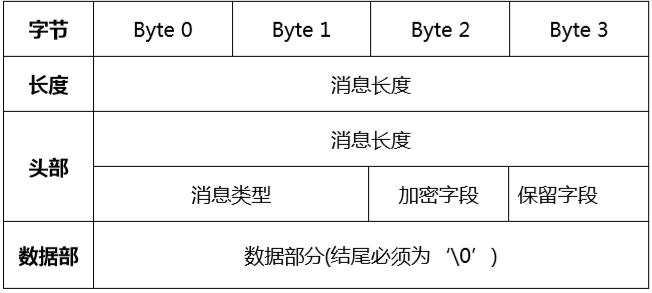 字节 Byte 0 Byte 1 Byte 2 Byte 3
长度 消息长度
头部 消息长度
消息类型 加密字段 保留字段
数据部 数据部分(结尾必须为‘\0’)